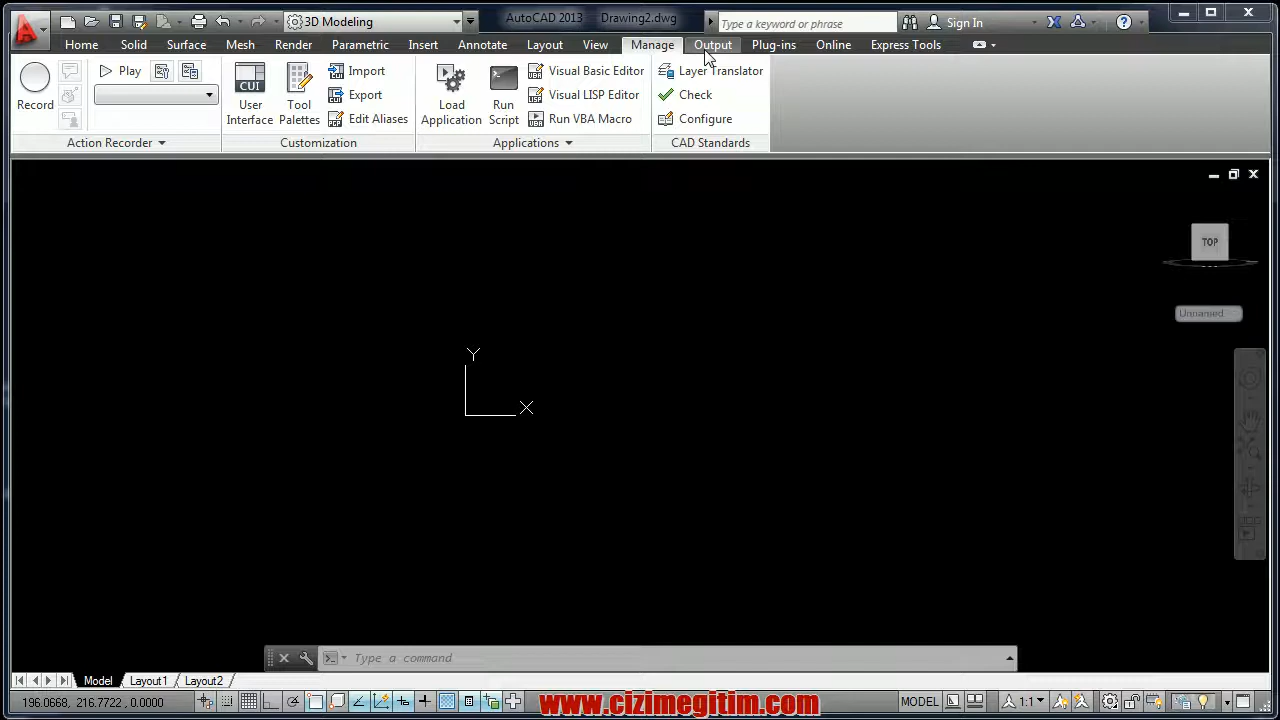 3D Modeling
AutoCAD 2013 Drawing2.dwg
Type a keyword or phrase
Sign In
Home Solid Surface Mesh Render Parametric Insert Annotate Layout View Manage Output Plug-ins Online Express Tools
Record
Play
CUI
User Interface
Tool Palettes
Import
Export
Edit Aliases
Load Application
Run Script
Visual Basic Editor
Visual LISP Editor
Run VBA Macro
Layer Translator
Check
Configure
Action Recorder
Customization
Applications
CAD Standards
TOP
Unnamed
Y
X
Type a command
Model Layout1 Layout2
196.0668, 216.7722, 0.0000
www.cizimegitim.com
MODEL
1:1